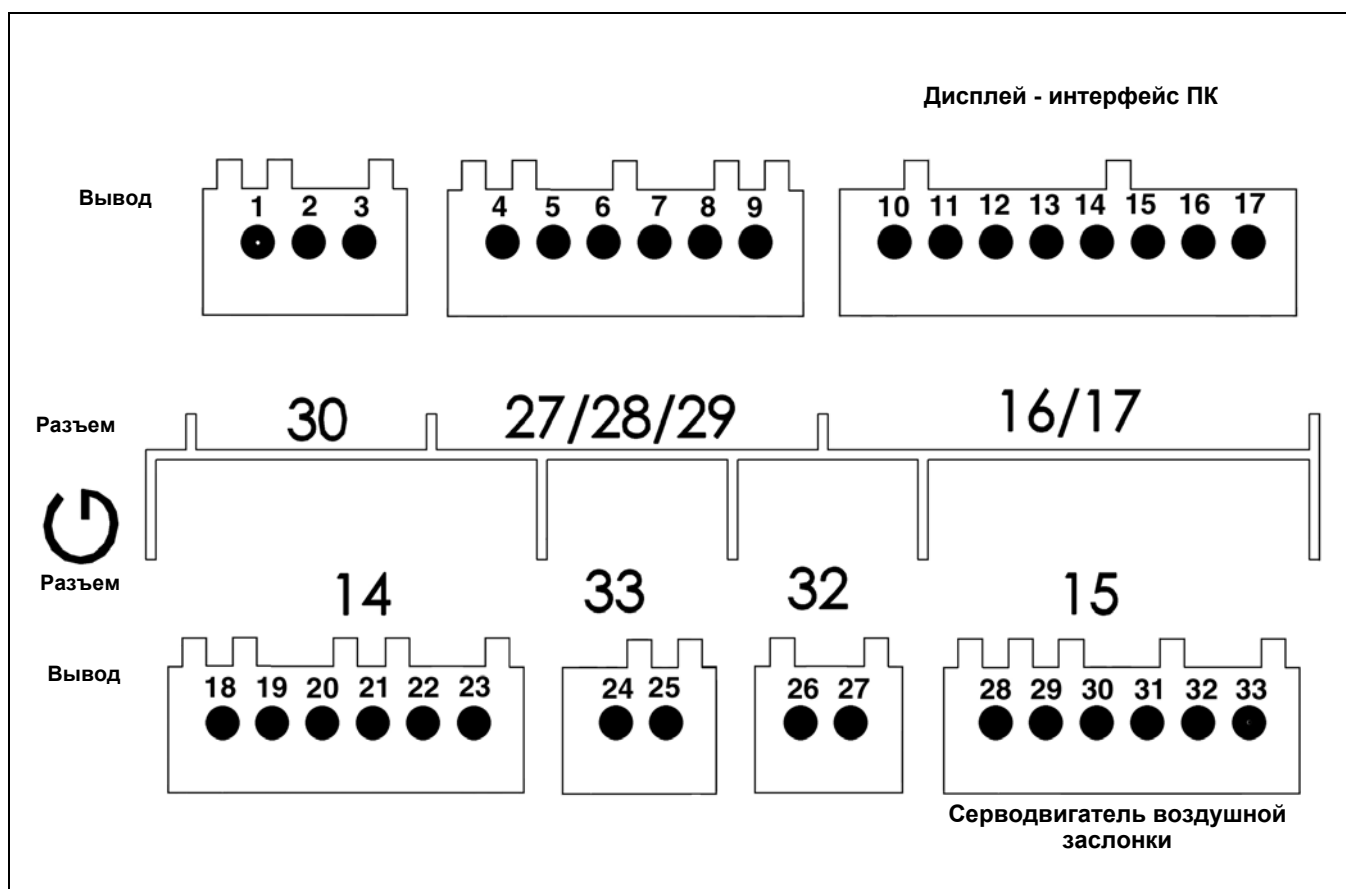 Дисплей - интерфейс ПК
Вывод
1 2 3 4 5 6 7 8 9 10 11 12 13 14 15 16 17
Разъем 30 27/28/29 16/17
Разъем 14 33 32 15
Вывод
18 19 20 21 22 23 24 25 26 27 28 29 30 31 32 33
Серводвигатель воздушной
заслонки